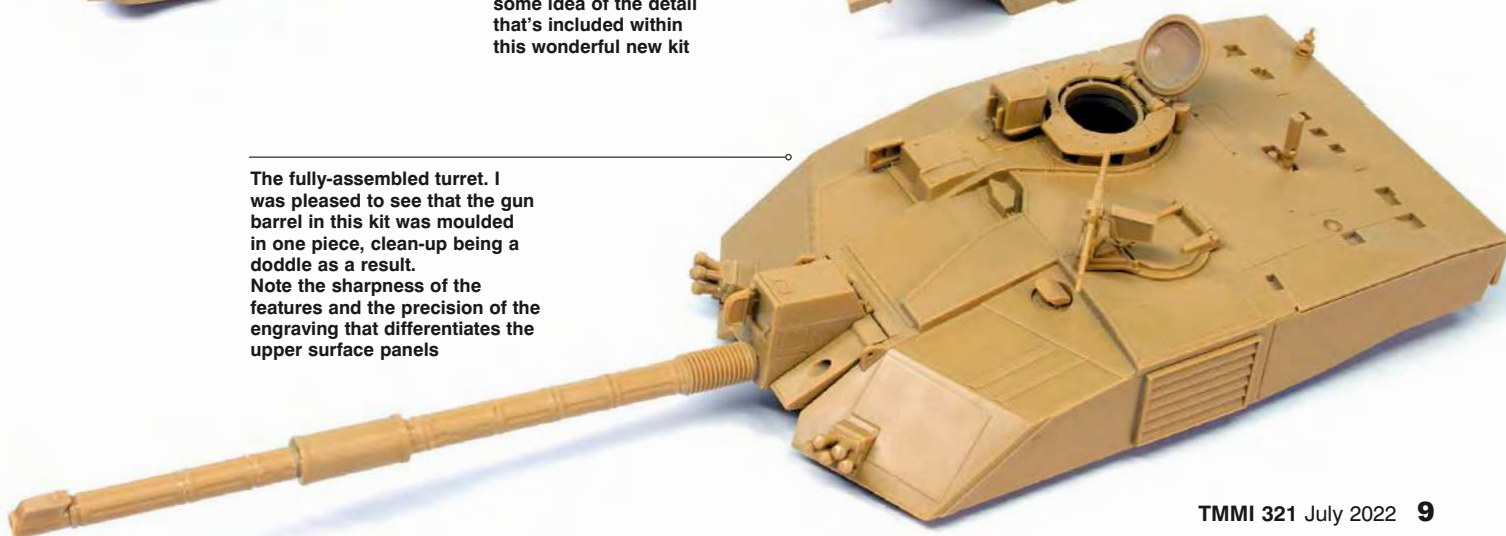 some idea of the detail
that's included within
this wonderful new kit
The fully-assembled turret. I
was pleased to see that the gun
barrel in this kit was moulded
in one piece, clean-up being a
doddle as a result.
Note the sharpness of the
features and the precision of the
engraving that differentiates the
upper surface panels
TMMI 321 July 2022 9